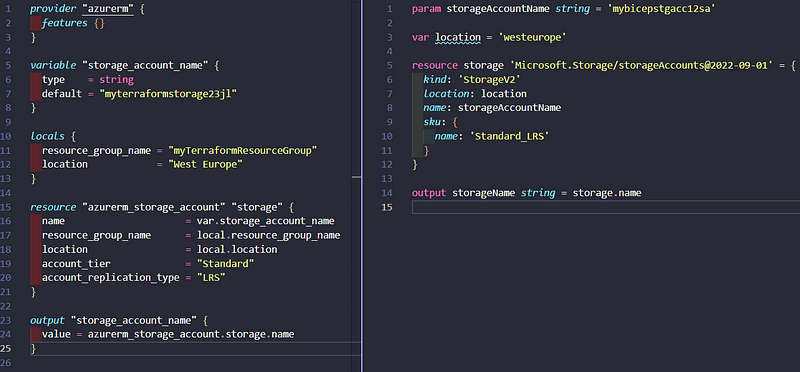 1 provider "azurerm" {
2 features {}
3 }
4
5 variable "storage_account_name" {
6 type = string
7 default = "myterraformstorage23jl"
8 }
9
10 locals {
11 resource_group_name = "myTerraformResourceGroup"
12 location = "West Europe"
13 }
14
15 resource "azurerm_storage_account" "storage" {
16 name = var.storage_account_name
17 resource_group_name = local.resource_group_name
18 location = local.location
19 account_tier = "Standard"
20 account_replication_type = "LRS"
21 }
22
23 output "storage_account_name" {
24 value = azurerm_storage_account.storage.name
25 }
26
1 param storageAccountName string = 'mybicepstgacc12sa'
2
3 var location = 'westeurope'
4
5 resource storage 'Microsoft.Storage/storageAccounts@2022-09-01' = {
6 kind: 'StorageV2'
7 location: location
8 name: storageAccountName
9 sku: {
10 name: 'Standard_LRS'
11 }
12 }
13
14 output storageName string = storage.name
15